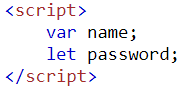 <script>
var name;
let password;
</script>